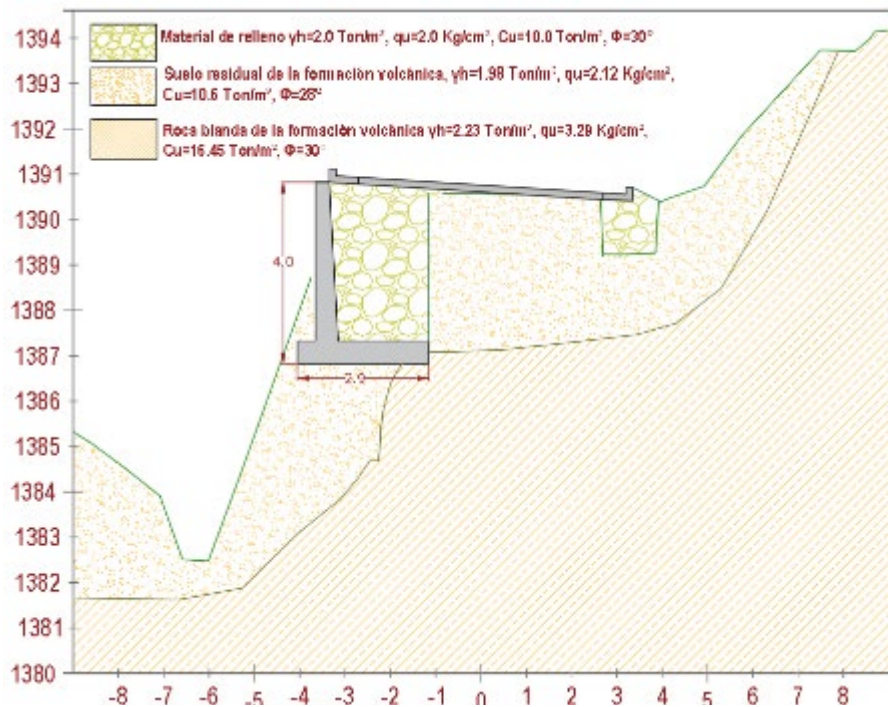 1394
Material de relleno γh=2.0 Ton/m³, qu=2.0 Kg/cm², Cu=10.0 Ton/m², Φ=30°
1393
Suelo residual de la formación volcánica, γh=1.98 Ton/m³, qu=2.12 Kg/cm²,
Cu=10.6 Ton/m², Φ=28°
1392
Roca blanda de la formación volcánica γh=2.23 Ton/m³, qu=3.29 Kg/cm²,
Cu=16.45 Ton/m², Φ=30°
1391
1390
4.0
1389
1388
1387
2.9
1386
1385
1384
1383
1382
1381
1380
-8 -7 -6 -5 -4 -3 -2 -1 0 1 2 3 4 5 6 7 8